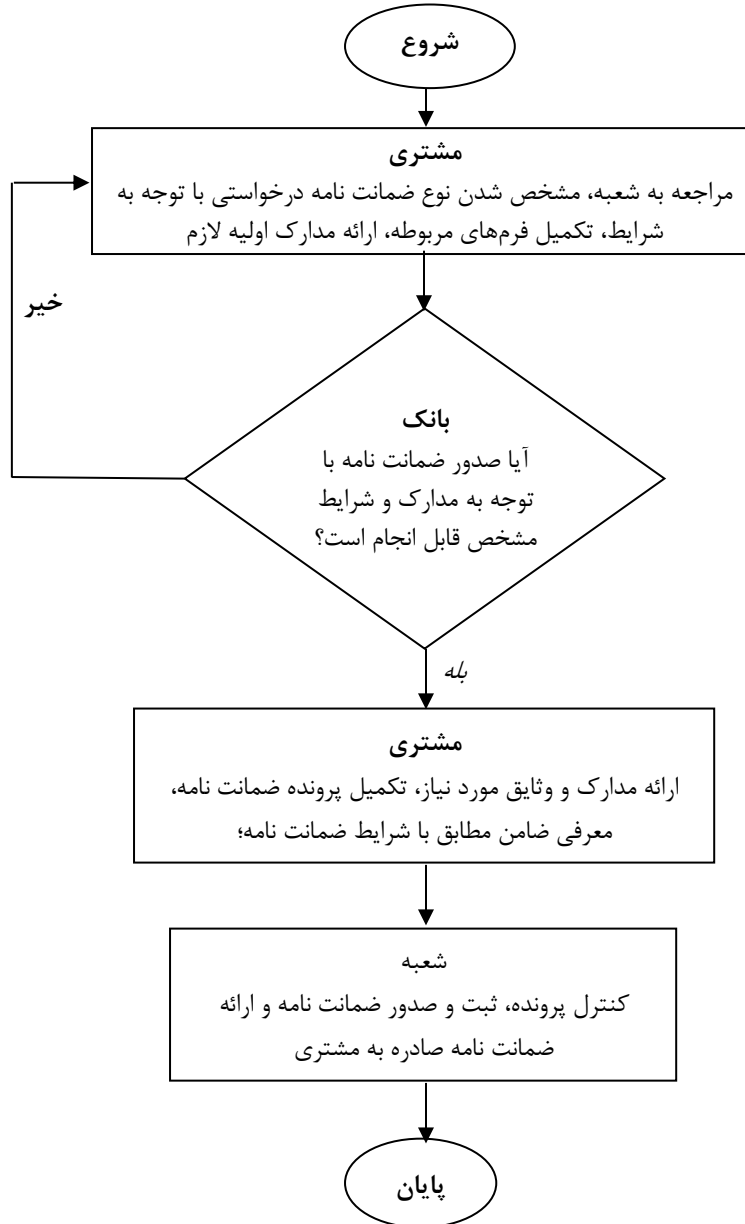 شروع
مشتری
مراجعه به شعبه، مشخص شدن نوع ضمانت نامه درخواستی با توجه به
شرایط، تکمیل فرم‌های مربوطه، ارائه مدارک اولیه لازم
خیر
بانک
آیا صدور ضمانت نامه با
توجه به مدارک و شرایط
مشخص قابل انجام است؟
بله
مشتری
ارائه مدارک و وثایق مورد نیاز، تکمیل پرونده ضمانت نامه،
معرفی ضامن مطابق با شرایط ضمانت نامه؛
شعبه
کنترل پرونده، ثبت و صدور ضمانت نامه و ارائه
ضمانت نامه صادره به مشتری
پایان